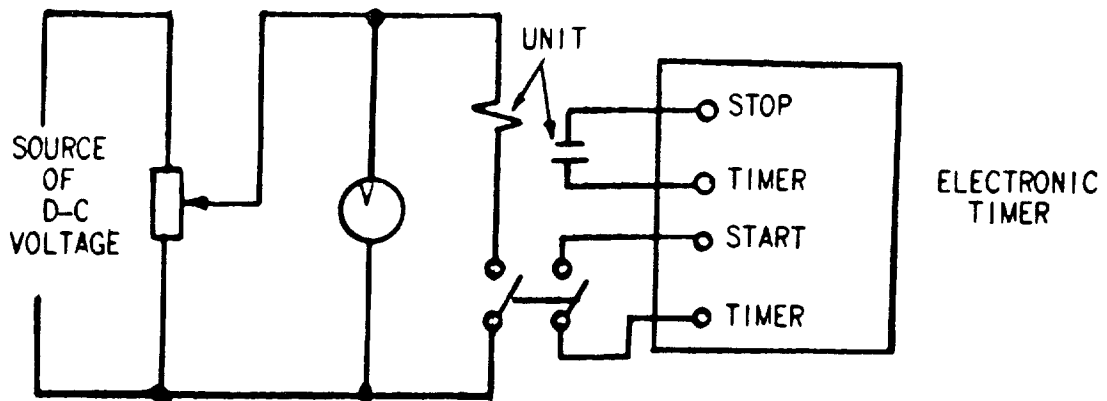 UNIT
STOP
TIMER
START
TIMER
SOURCE
OF
D-C
VOLTAGE
ELECTRONIC
TIMER